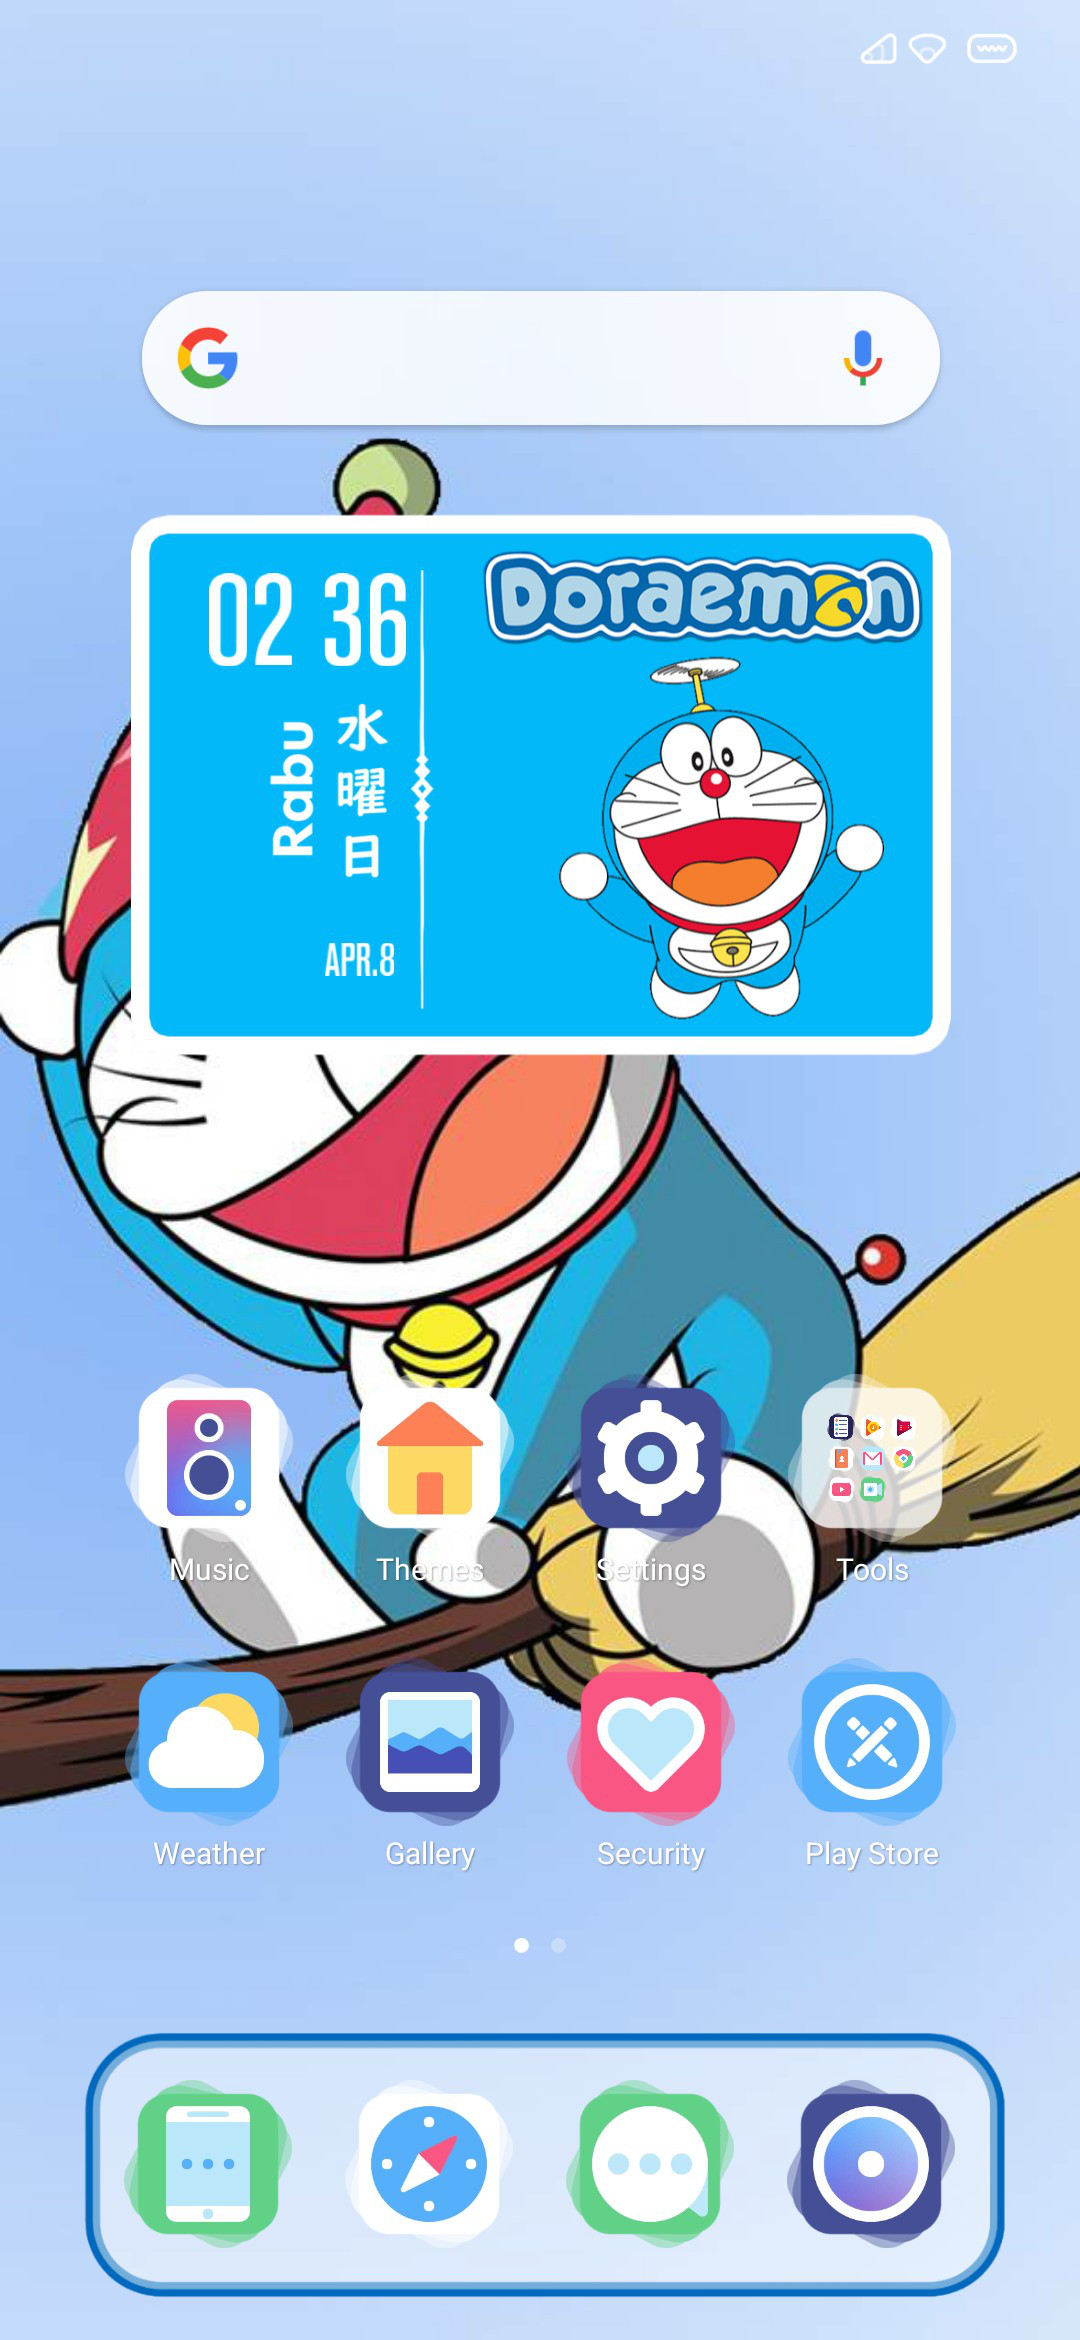 02 36
Doraemon
Rabu
水曜日
APR.8
Music
Themes
Settings
Tools
Weather
Gallery
Security
Play Store